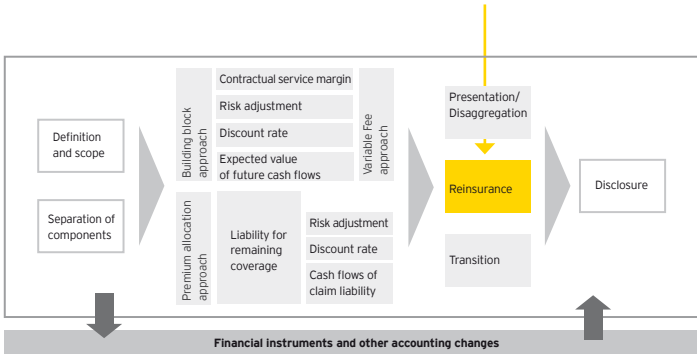 Definition
and scope
Separation of
components
Building block
approach
Contractual service margin
Risk adjustment
Discount rate
Expected value
of future cash flows
Variable Fee
approach
Premium allocation
approach
Liability for
remaining
coverage
Risk adjustment
Discount rate
Cash flows of
claim liability
Presentation/
Disaggregation
Reinsurance
Transition
Disclosure
Financial instruments and other accounting changes